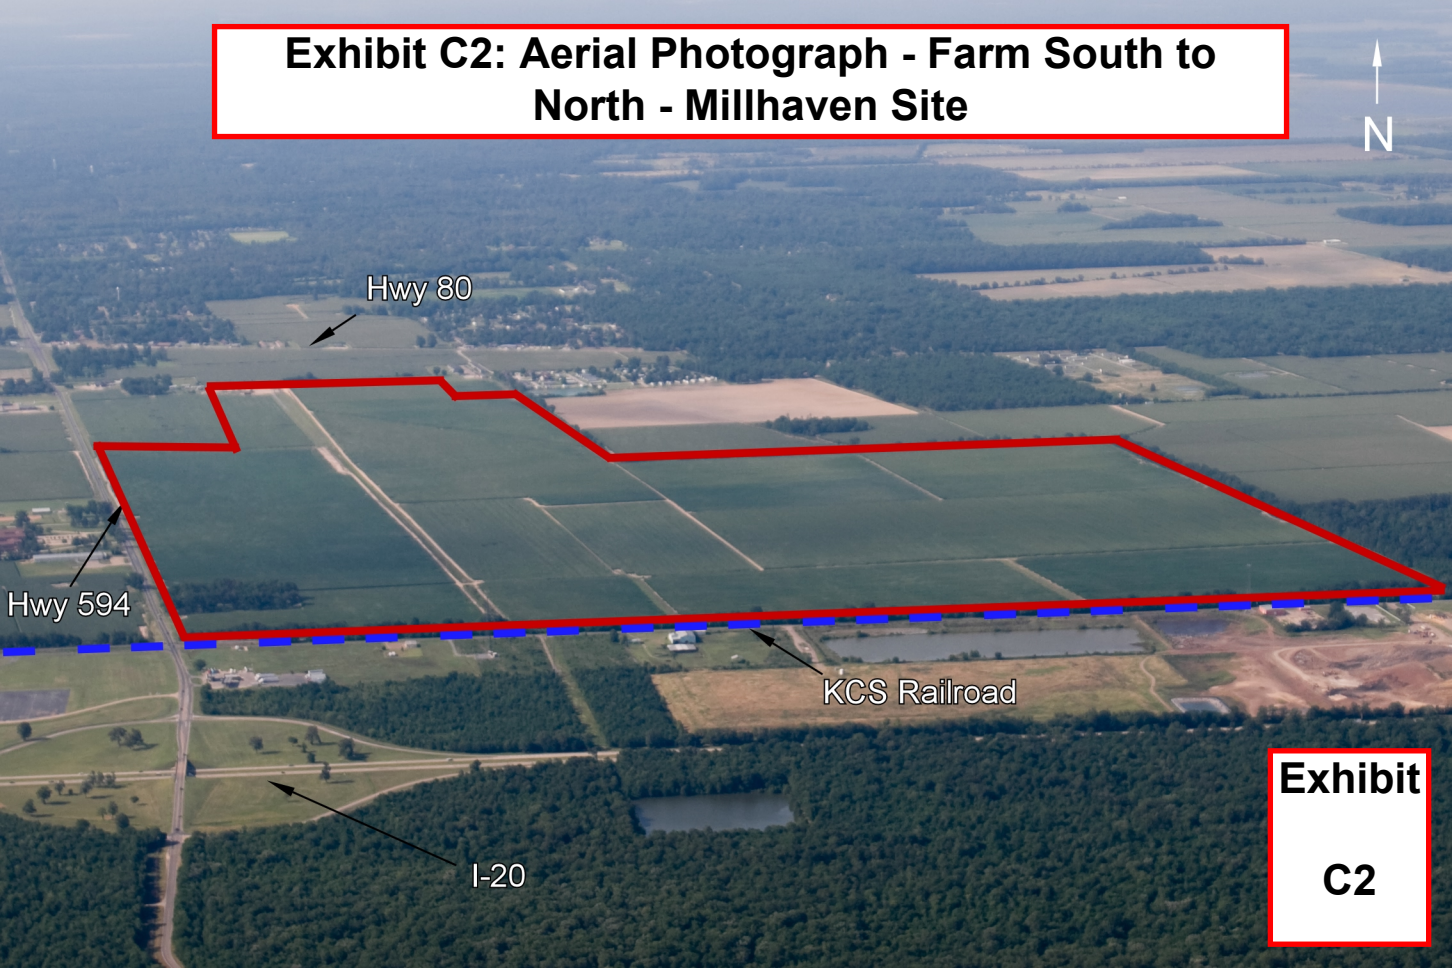 Exhibit C2: Aerial Photograph - Farm South to
North - Millhaven Site
N
Hwy 80
Hwy 594
KCS Railroad
I-20
Exhibit
C2